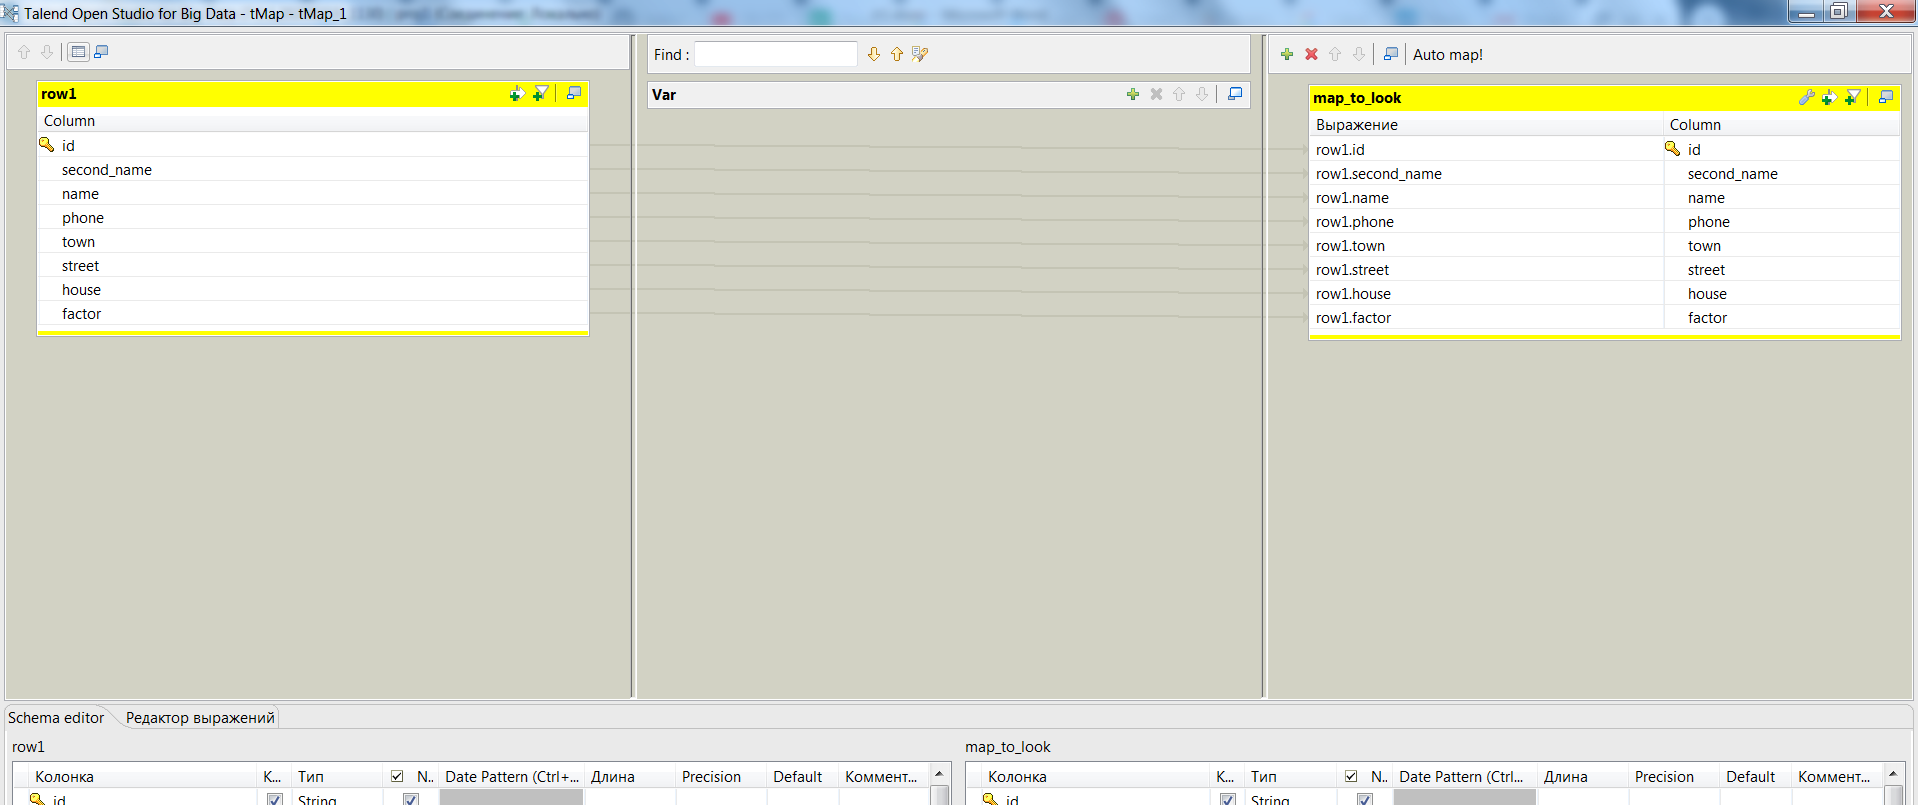 Talend Open Studio for Big Data - tMap - tMap_1
Find :
Auto map!
row1
Column
id
second_name
name
phone
town
street
house
factor
Var
map_to_look
Выражение Column
row1.id id
row1.second_name second_name
row1.name name
row1.phone phone
row1.town town
row1.street street
row1.house house
row1.factor factor
Schema editor Редактор выражений
row1
Колонка К... Тип N.. Date Pattern (Ctrl+... Длина Precision Default Коммент...
id String
map_to_look
Колонка К... Тип N.. Date Pattern (Ctrl... Длина Precision Default Коммент...
id String